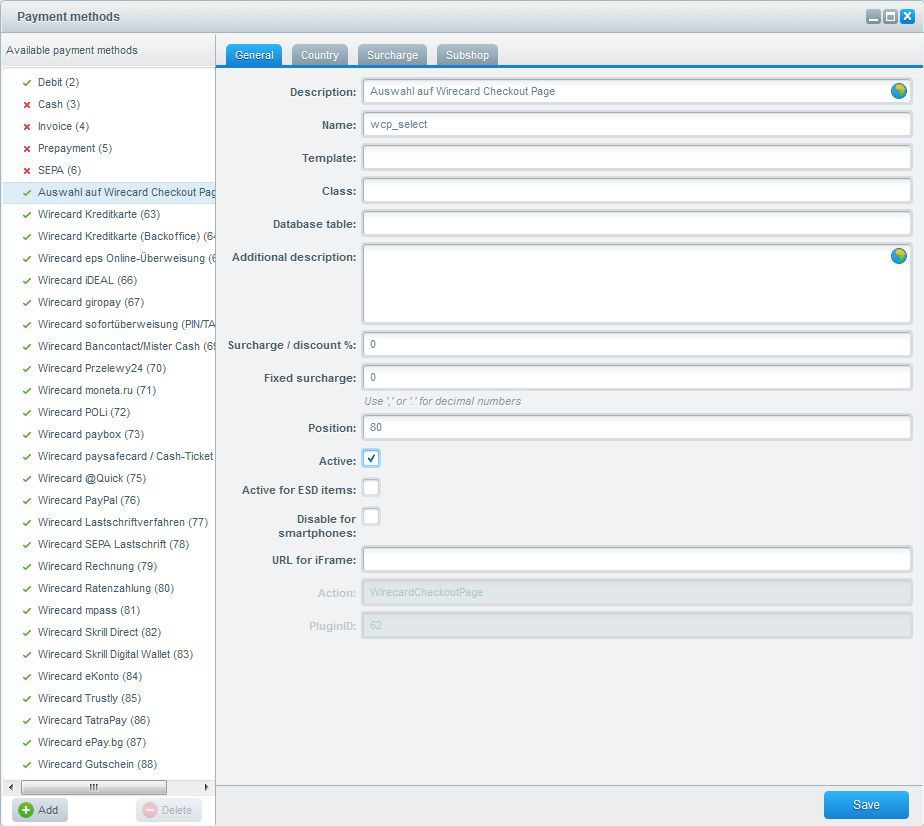 Payment methods
Available payment methods
Debit (2)
Cash (3)
Invoice (4)
Prepayment (5)
SEPA (6)
Auswahl auf Wirecard Checkout Pag
Wirecard Kreditkarte (63)
Wirecard Kreditkarte (Backoffice) (64
Wirecard eps Online-Überweisung (6
Wirecard iDEAL (66)
Wirecard giropay (67)
Wirecard sofortüberweisung (PIN/TA
Wirecard Bancontact/Mister Cash (69
Wirecard Przelewy24 (70)
Wirecard moneta.ru (71)
Wirecard POLi (72)
Wirecard paybox (73)
Wirecard paysafecard / Cash-Ticket
Wirecard @Quick (75)
Wirecard PayPal (76)
Wirecard Lastschriftverfahren (77)
Wirecard SEPA Lastschrift (78)
Wirecard Rechnung (79)
Wirecard Ratenzahlung (80)
Wirecard mpass (81)
Wirecard Skrill Direct (82)
Wirecard Skrill Digital Wallet (83)
Wirecard eKonto (84)
Wirecard Trustly (85)
Wirecard TatraPay (86)
Wirecard ePay.bg (87)
Wirecard Gutschein (88)
Add Delete
General Country Surcharge Subshop
Description: Auswahl auf Wirecard Checkout Page
Name: wcp_select
Template:
Class:
Database table:
Additional description:
Surcharge / discount %: 0
Fixed surcharge: 0
Use ',' or '.' for decimal numbers
Position: 80
Active:
Active for ESD items:
Disable for
smartphones:
URL for iFrame:
Action: WirecardCheckoutPage
PluginID: 62
Save